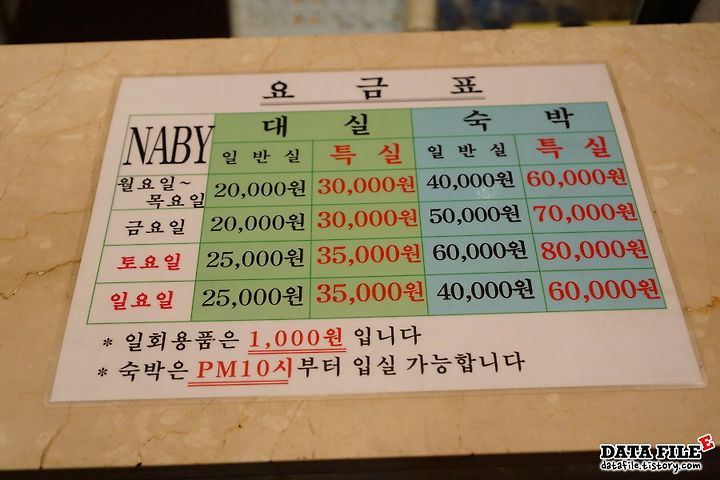 요 금 표
NABY 대 실 숙 박
일 반 실 특 실 일 반 실 특 실
월요일~
목요일 20,000원 30,000원 40,000원 60,000원
금요일 20,000원 30,000원 50,000원 70,000원
토요일 25,000원 35,000원 60,000원 80,000원
일요일 25,000원 35,000원 40,000원 60,000원
* 일회용품은 1,000원 입니다
* 숙박은 PM10시부터 입실 가능합니다
DATA FILE E
datafile.tistory.com